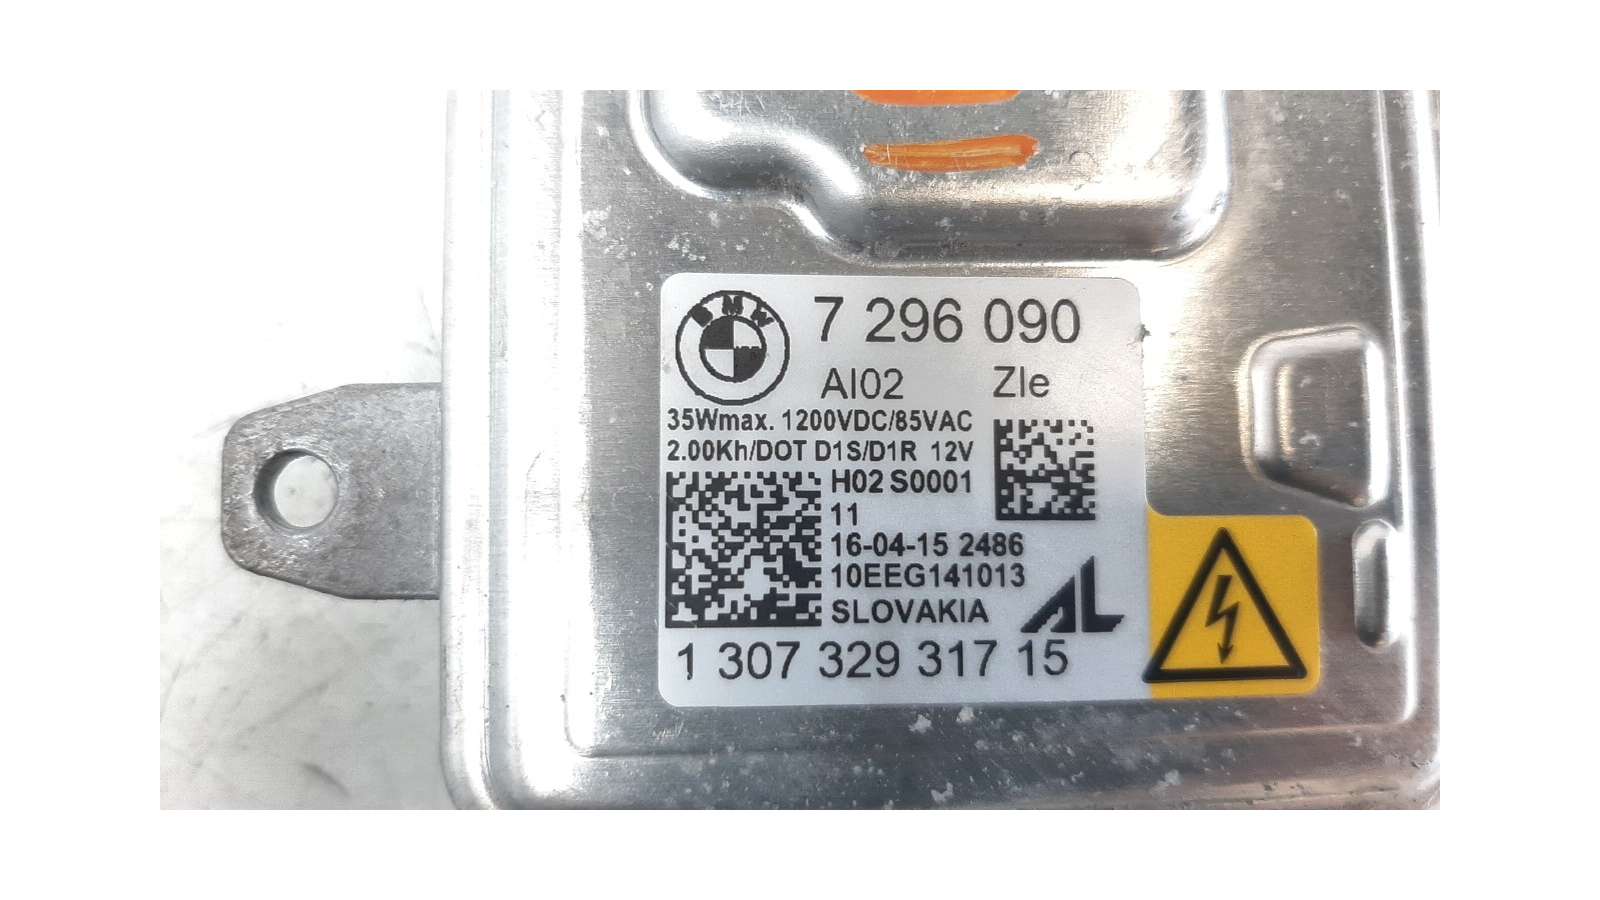 BMW
7 296 090
AI02 ZIe
35Wmax. 1200VDC/85VAC
2.00Kh/DOT D1S/D1R 12V
H02 S0001
11
16-04-15 2486
10EEG141013
SLOVAKIA
AL
1 307 329 317 15